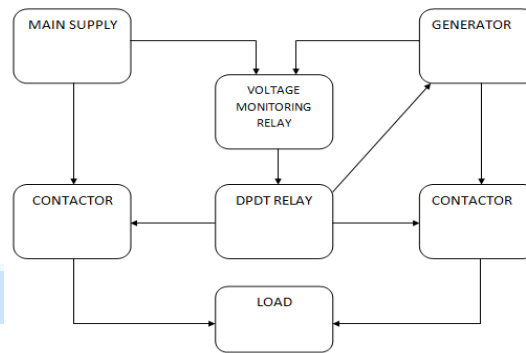 MAIN SUPPLY
GENERATOR
VOLTAGE
MONITORING
RELAY
CONTACTOR
DPDT RELAY
CONTACTOR
LOAD